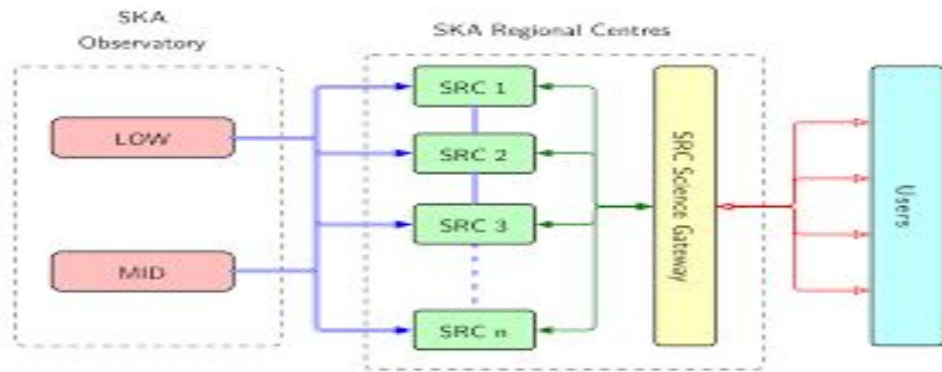 SKA
Observatory
SKA Regional Centres
LOW
MID
SRC 1
SRC 2
SRC 3
SRC n
SRC Science Gateway
Users